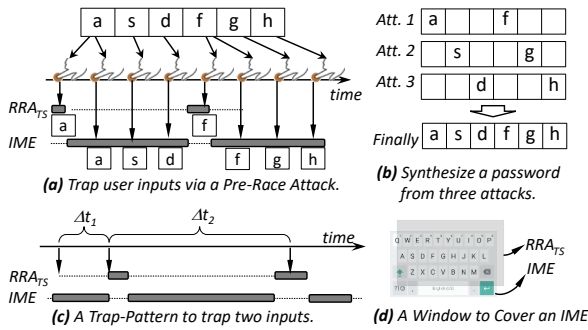 a s d f g h
time
RRA_TS
a f
IME
a s d f g h
(a) Trap user inputs via a Pre-Race Attack.
Att. 1 a f
Att. 2 s g
Att. 3 d h
Finally a s d f g h
(b) Synthesize a password
from three attacks.
Δt₁ Δt₂
time
RRA_TS
IME
(c) A Trap-Pattern to trap two inputs.
Q W E R T Y U I O P
A S D F G H J K L
Z X C V B N M
RRA_TS
IME
(d) A Window to Cover an IME